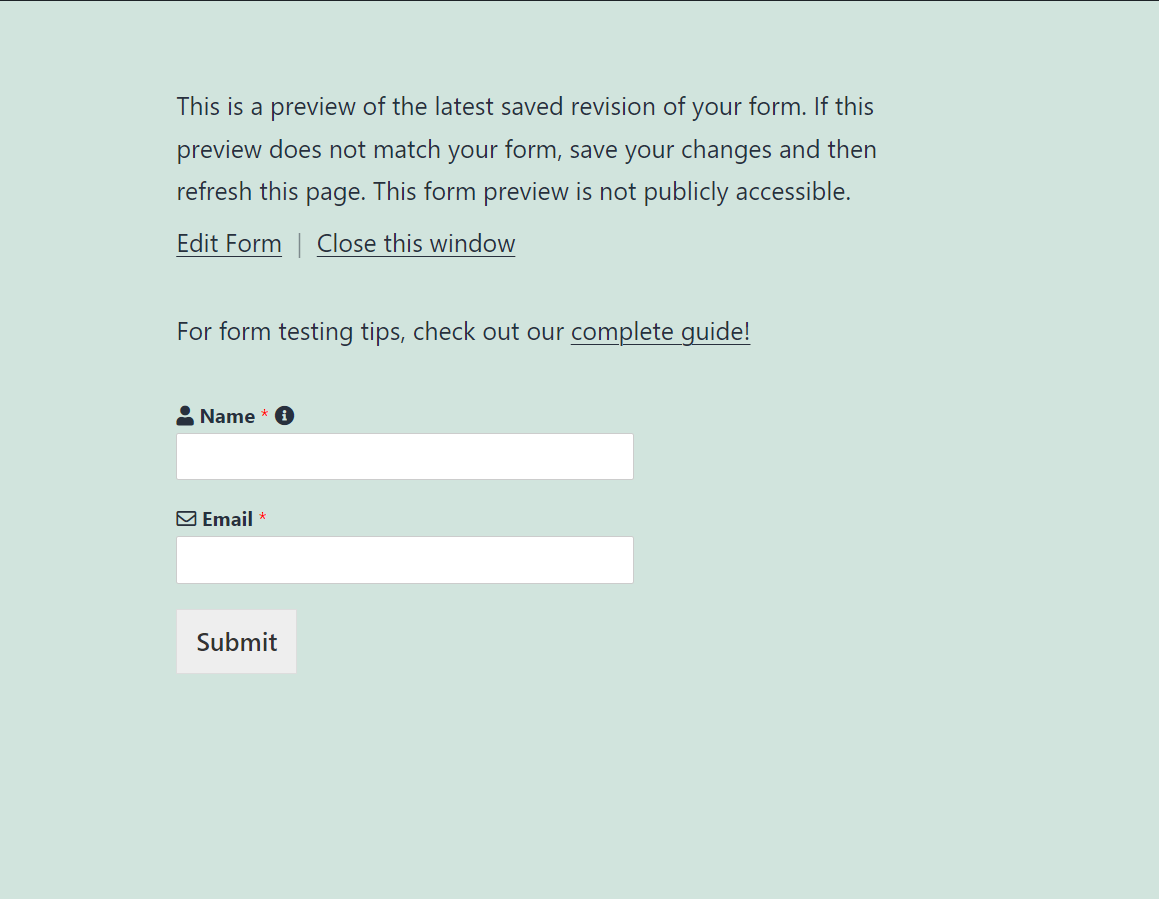 This is a preview of the latest saved revision of your form. If this
preview does not match your form, save your changes and then
refresh this page. This form preview is not publicly accessible.
Edit Form | Close this window
For form testing tips, check out our complete guide!
Name *
Email *
Submit